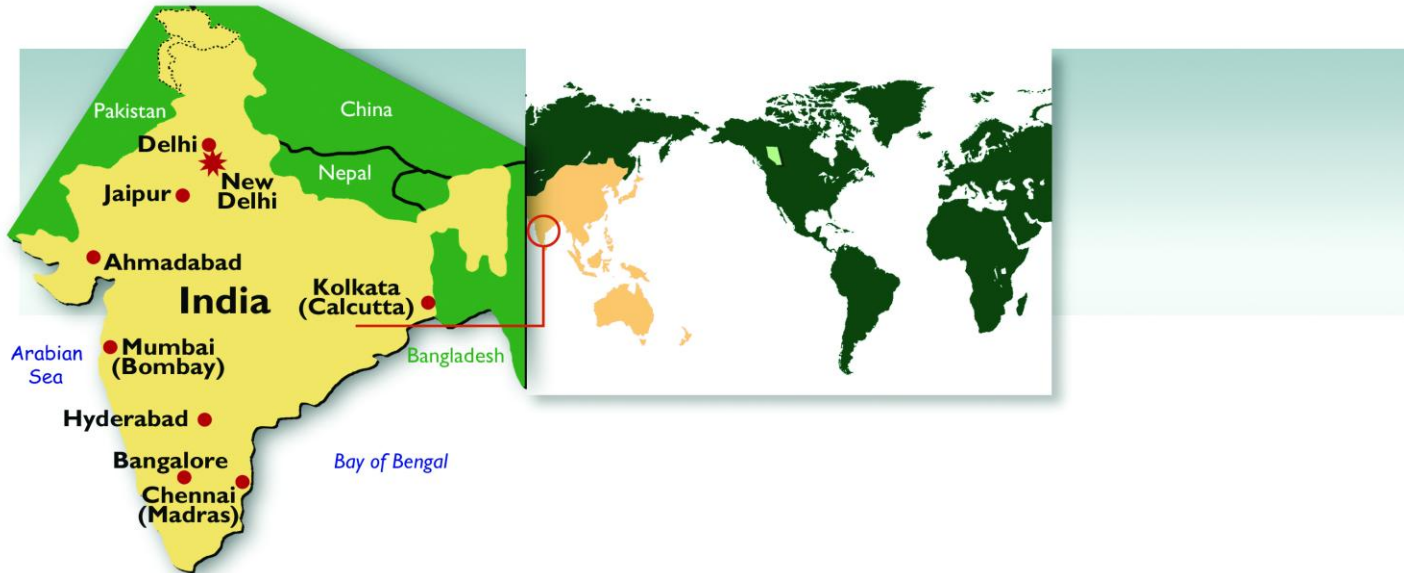 Pakistan
China
Delhi
Nepal
New
Delhi
Jaipur
Ahmadabad
India
Kolkata
(Calcutta)
Arabian
Sea
Mumbai
(Bombay)
Bangladesh
Hyderabad
Bangalore
Bay of Bengal
Chennai
(Madras)